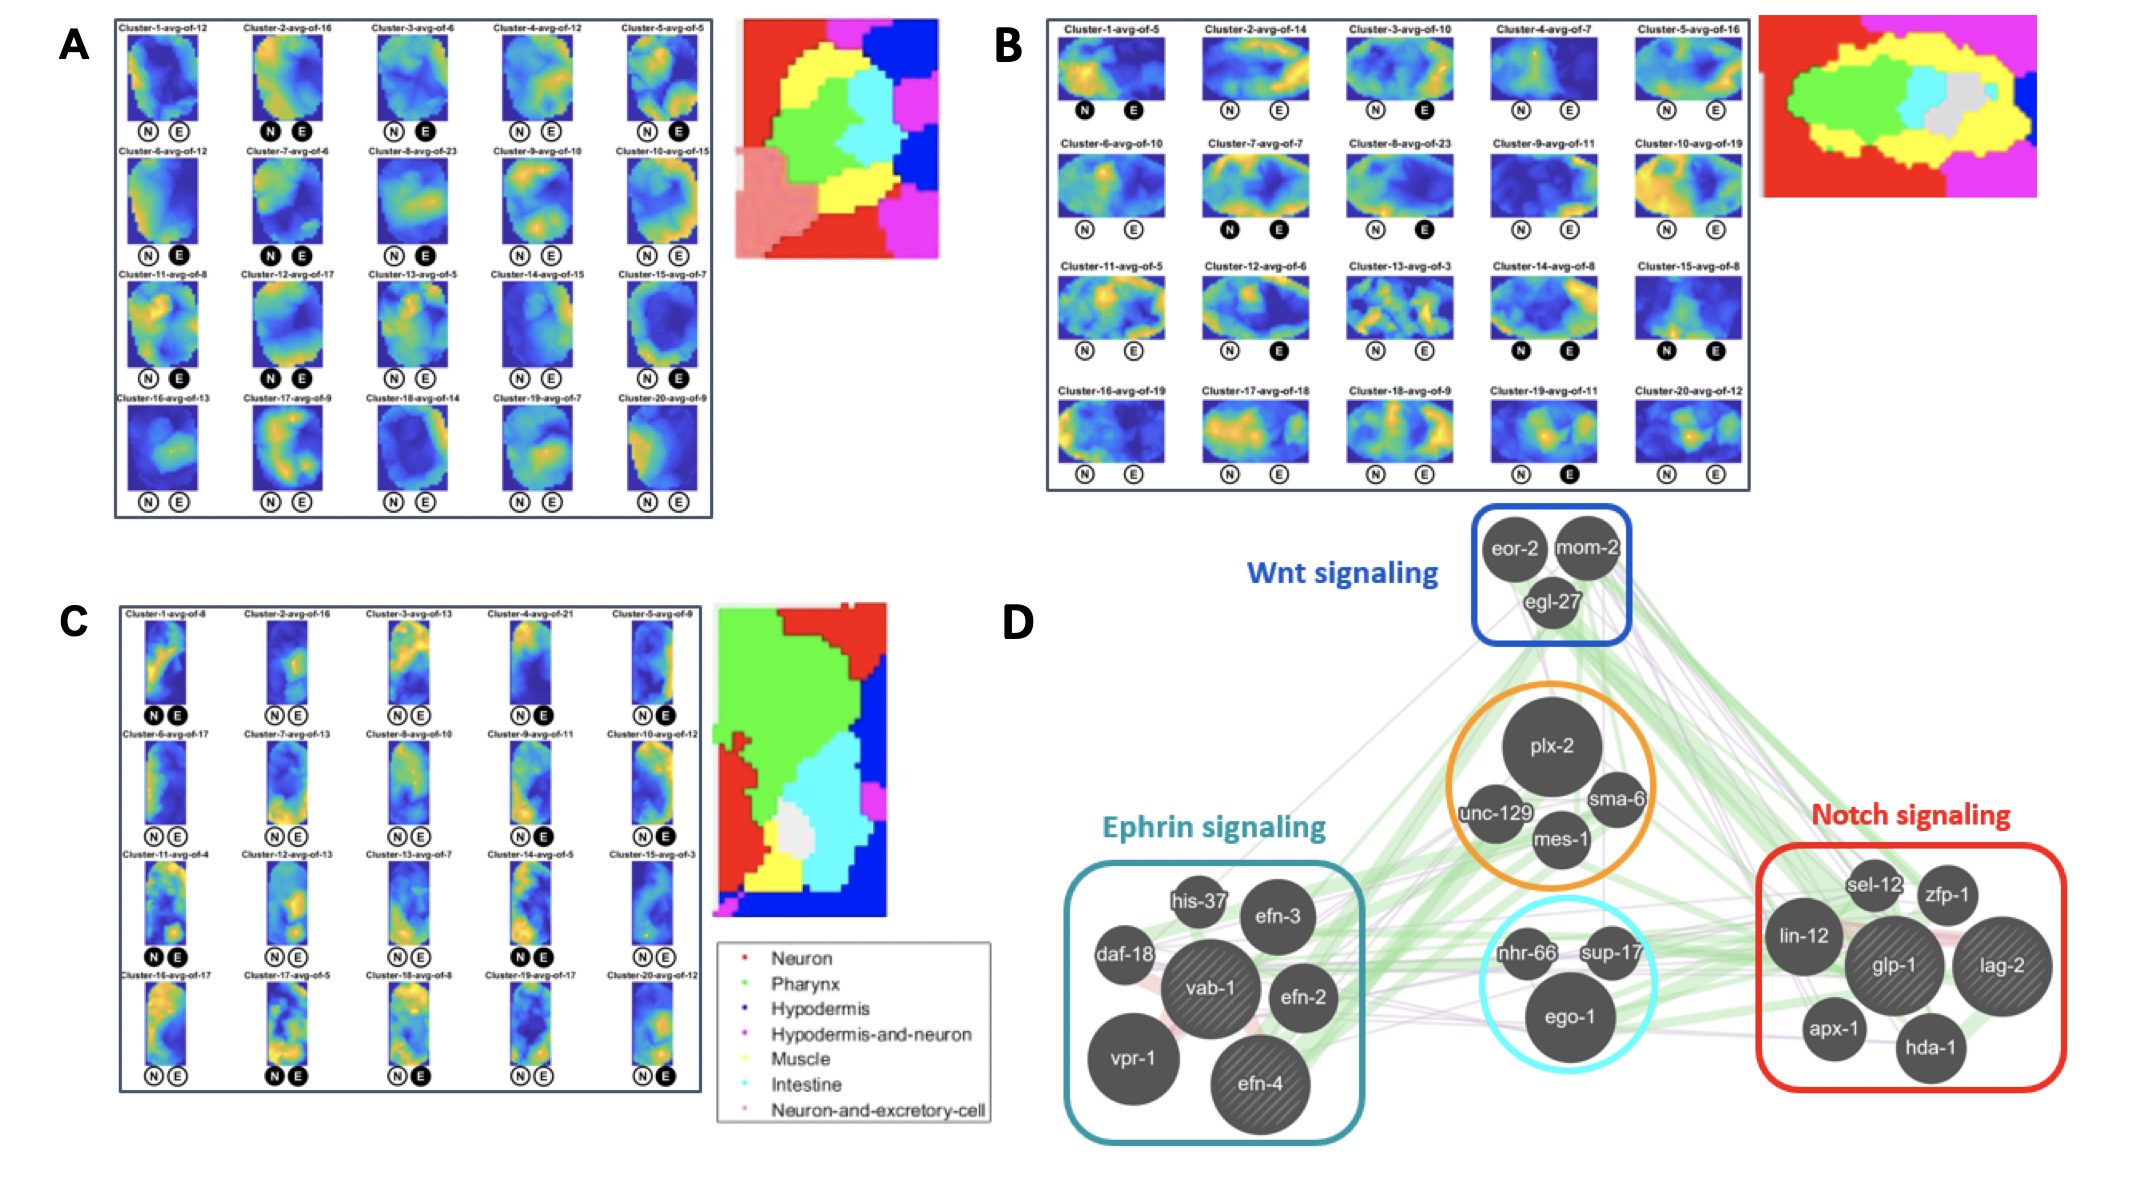 A
Cluster-1-avg-of-12 Cluster-2-avg-of-16 Cluster-3-avg-of-6 Cluster-4-avg-of-12 Cluster-5-avg-of-5
N E N E N E N E N E
Cluster-6-avg-of-12 Cluster-7-avg-of-6 Cluster-8-avg-of-23 Cluster-9-avg-of-10 Cluster-10-avg-of-15
N E N E N E N E N E
Cluster-11-avg-of-8 Cluster-12-avg-of-17 Cluster-13-avg-of-5 Cluster-14-avg-of-15 Cluster-15-avg-of-7
N E N E N E N E N E
Cluster-16-avg-of-13 Cluster-17-avg-of-9 Cluster-18-avg-of-14 Cluster-19-avg-of-7 Cluster-20-avg-of-9
N E N E N E N E N E
B
Cluster-1-avg-of-5 Cluster-2-avg-of-14 Cluster-3-avg-of-10 Cluster-4-avg-of-7 Cluster-5-avg-of-16
N E N E N E N E N E
Cluster-6-avg-of-10 Cluster-7-avg-of-7 Cluster-8-avg-of-23 Cluster-9-avg-of-11 Cluster-10-avg-of-19
N E N E N E N E N E
Cluster-11-avg-of-5 Cluster-12-avg-of-6 Cluster-13-avg-of-3 Cluster-14-avg-of-8 Cluster-15-avg-of-8
N E N E N E N E N E
Cluster-16-avg-of-19 Cluster-17-avg-of-18 Cluster-18-avg-of-9 Cluster-19-avg-of-11 Cluster-20-avg-of-12
N E N E N E N E N E
C
Cluster-1-avg-of-8 Cluster-2-avg-of-16 Cluster-3-avg-of-13 Cluster-4-avg-of-21 Cluster-5-avg-of-9
N E N E N E N E N E
Cluster-6-avg-of-17 Cluster-7-avg-of-13 Cluster-8-avg-of-10 Cluster-9-avg-of-11 Cluster-10-avg-of-12
N E N E N E N E N E
Cluster-11-avg-of-4 Cluster-12-avg-of-13 Cluster-13-avg-of-7 Cluster-14-avg-of-5 Cluster-15-avg-of-3
N E N E N E N E N E
Cluster-16-avg-of-17 Cluster-17-avg-of-5 Cluster-18-avg-of-8 Cluster-19-avg-of-17 Cluster-20-avg-of-12
N E N E N E N E N E
Neuron
Pharynx
Hypodermis
Hypodermis-and-neuron
Muscle
Intestine
Neuron-and-excretory-cell
D
Wnt signaling
eor-2 mom-2
egl-27
plx-2
unc-129 sma-6
mes-1
Ephrin signaling
his-37 efn-3
daf-18
vab-1 efn-2
vpr-1
efn-4
nhr-66 sup-17
ego-1
Notch signaling
sel-12 zfp-1
lin-12
glp-1 lag-2
apx-1 hda-1